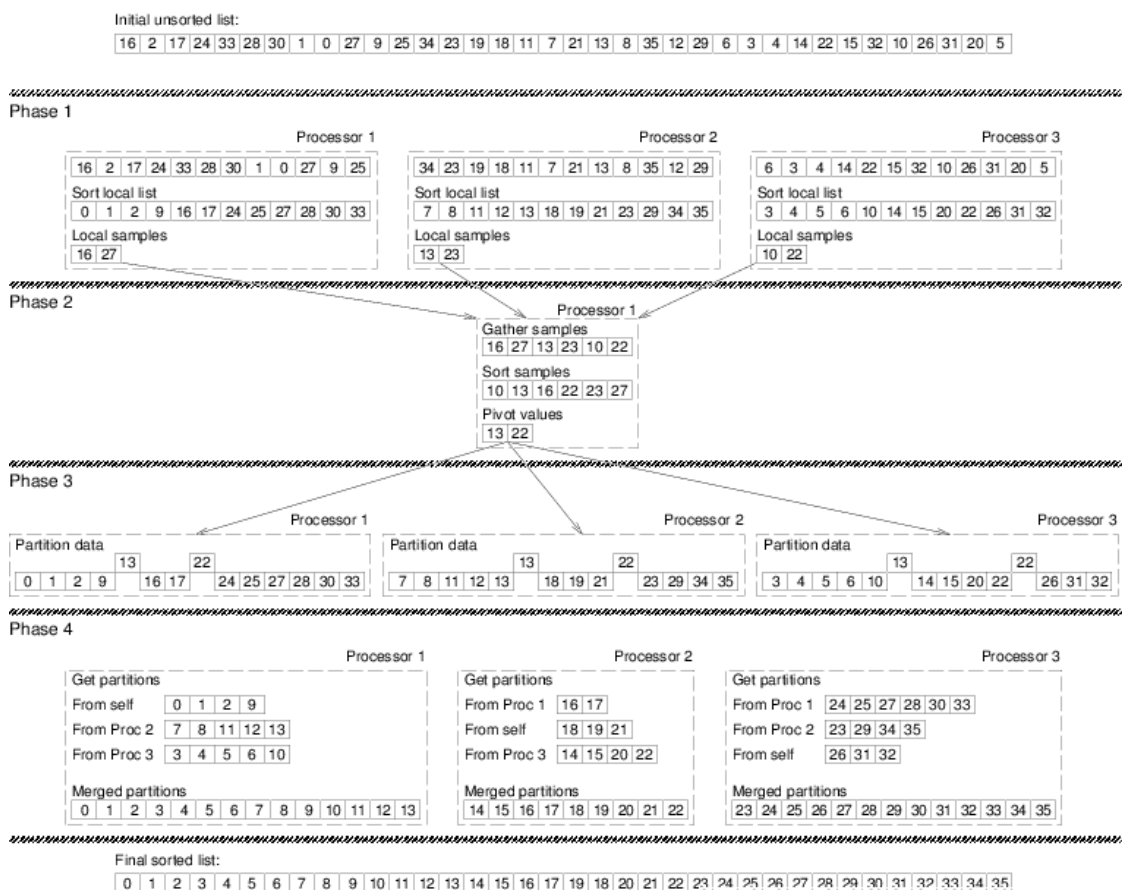 Initial unsorted list:
16 2 17 24 33 28 30 1 0 27 9 25 34 23 19 18 11 7 21 13 8 35 12 29 6 3 4 14 22 15 32 10 26 31 20 5
Phase 1
Processor 1
16 2 17 24 33 28 30 1 0 27 9 25
Sort local list
0 1 2 9 16 17 24 25 27 28 30 33
Local samples
16 27
Processor 2
34 23 19 18 11 7 21 13 8 35 12 29
Sort local list
7 8 11 12 13 18 19 21 23 29 34 35
Local samples
13 23
Processor 3
6 3 4 14 22 15 32 10 26 31 20 5
Sort local list
3 4 5 6 10 14 15 20 22 26 31 32
Local samples
10 22
Phase 2
Processor 1
Gather samples
16 27 13 23 10 22
Sort samples
10 13 16 22 23 27
Pivot values
13 22
Phase 3
Processor 1
Partition data
13 22
0 1 2 9 16 17 24 25 27 28 30 33
Processor 2
Partition data
13 22
7 8 11 12 13 18 19 21 23 29 34 35
Processor 3
Partition data
13 22
3 4 5 6 10 14 15 20 22 26 31 32
Phase 4
Processor 1
Get partitions
From self 0 1 2 9
From Proc 2 7 8 11 12 13
From Proc 3 3 4 5 6 10
Merged partitions
0 1 2 3 4 5 6 7 8 9 10 11 12 13
Processor 2
Get partitions
From Proc 1 16 17
From self 18 19 21
From Proc 3 14 15 20 22
Merged partitions
14 15 16 17 18 19 20 21 22
Processor 3
Get partitions
From Proc 1 24 25 27 28 30 33
From Proc 2 23 29 34 35
From self 26 31 32
Merged partitions
23 24 25 26 27 28 29 30 31 32 33 34 35
Final sorted list:
0 1 2 3 4 5 6 7 8 9 10 11 12 13 14 15 16 17 18 19 20 21 22 23 24 25 26 27 28 29 30 31 32 33 34 35